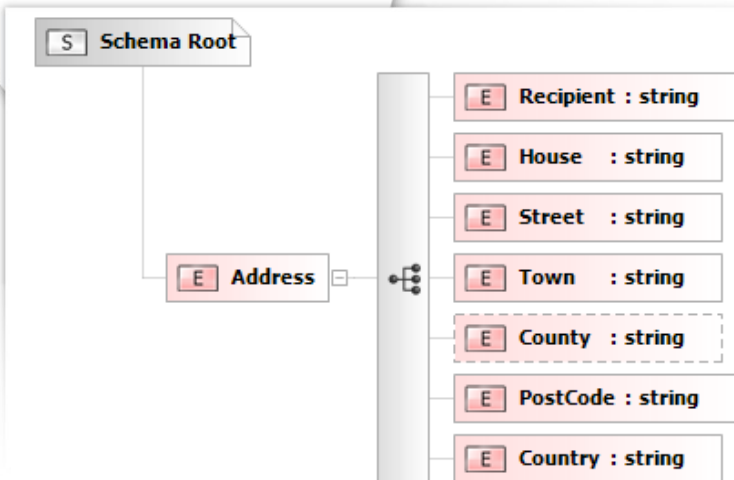 S Schema Root
E Recipient : string
E House : string
E Street : string
E Address
E Town : string
E County : string
E PostCode : string
E Country : string